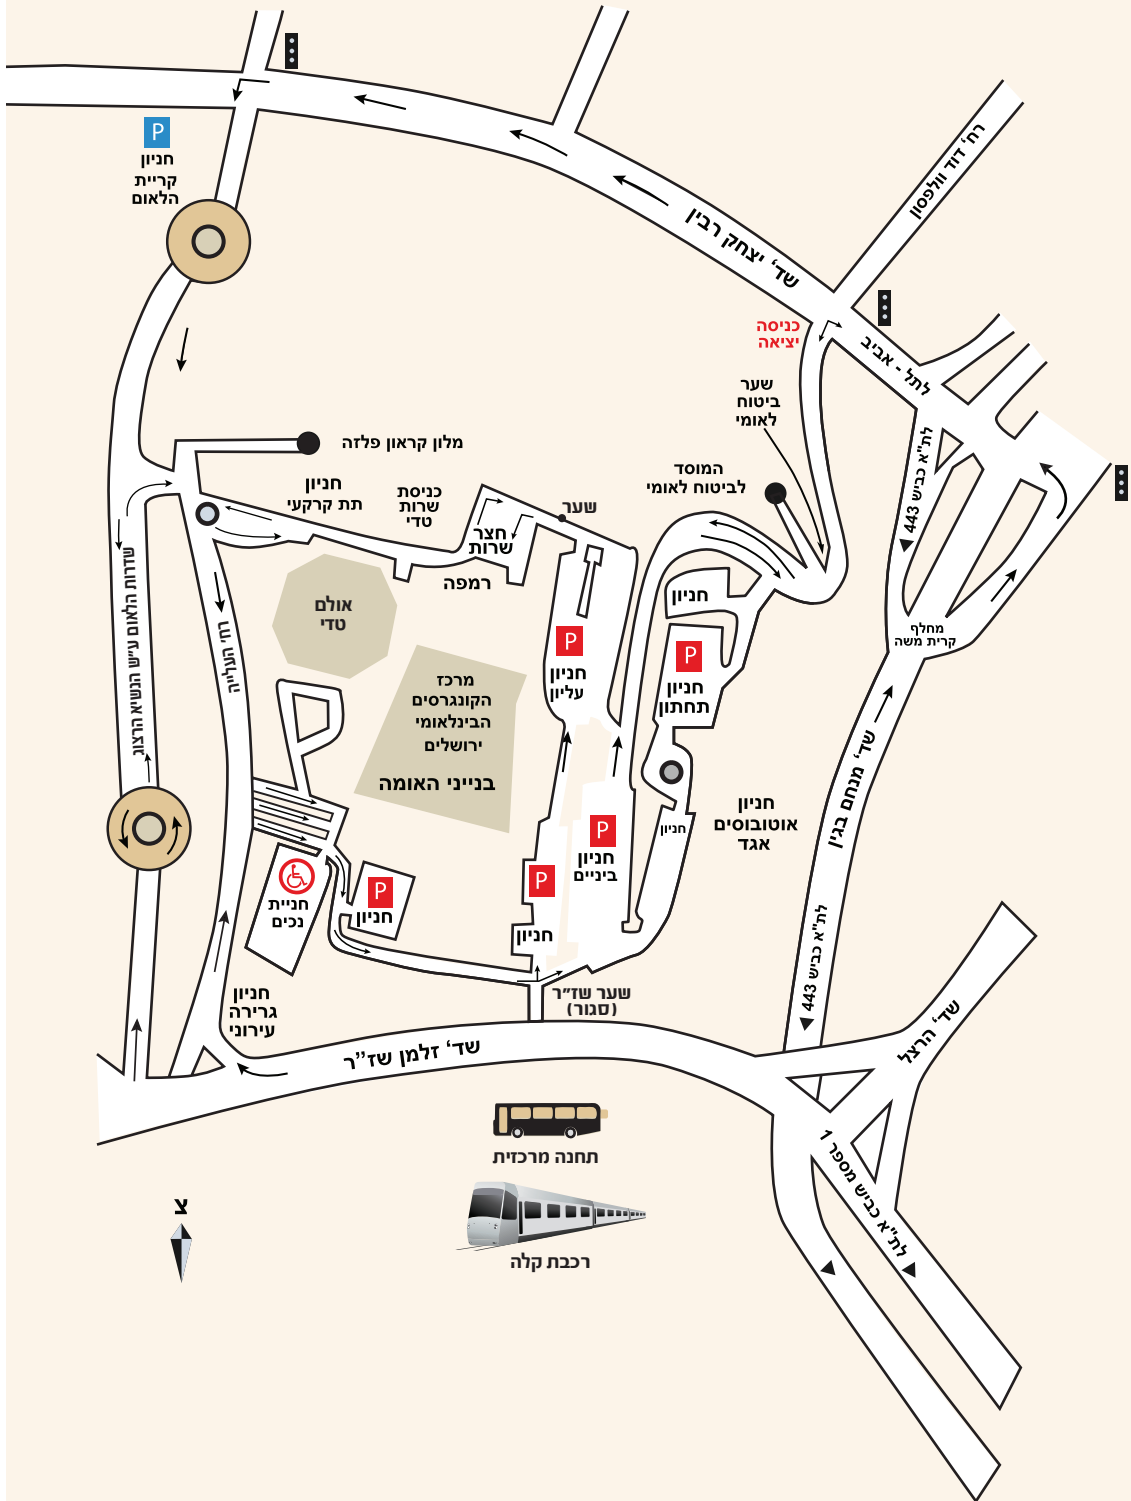 P
חניון
קריית
הלאום
רח' דוד וולפסון
שד' יצחק רבין
כניסה
יציאה
לתל - אביב
שער
ביטוח
לאומי
לת"א כביש 443
מלון קראון פלזה
המוסד
לביטוח לאומי
חניון
תת קרקעי
כניסת
שרות
טדי
שער
חצר
שרות
רמפה
שדרות הלאום ע"ש הנשיא הרצוג
רח' העלייה
אולם
טדי
חניון
מחלף
קרית משה
P
חניון
עליון
P
חניון
תחתון
מרכז
הקונגרסים
הבינלאומי
ירושלים
בנייני האומה
שד' מנחם בגין
חניון
אוטובוסים
אגד
חניון
P
חניון
ביניים
P
חניון
P
חניון
חניית
נכים
לת"א כביש 443
חניון
גרירה
עירוני
שער שז"ר
(סגור)
שד' זלמן שז"ר
שד' הרצל
לת"א כביש מספר 1
תחנה מרכזית
רכבת קלה
צ